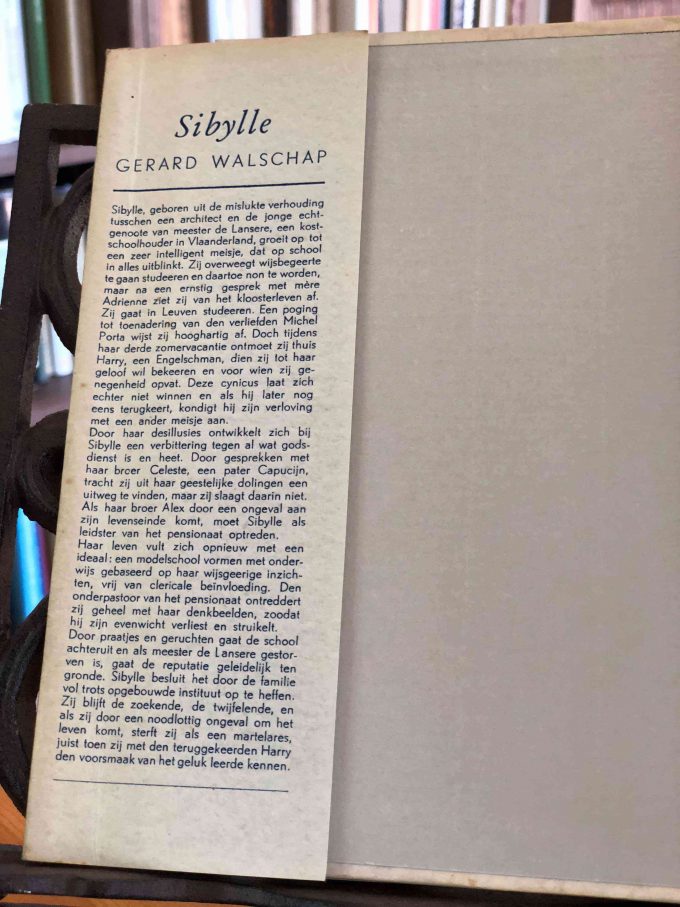 Sibylle
GERARD WALSCHAP
Sibylle, geboren uit de mislukte verhouding
tusschen een architect en de jonge echt-
genoote van meester de Lansere, een kost-
schoolhouder in Vlaanderland, groeit op tot
een zeer intelligent meisje, dat op school
in alles uitblinkt. Zij overweegt wijsbegeerte
te gaan studeeren en daartoe non te worden,
maar na een ernstig gesprek met mère
Adrienne ziet zij van het kloosterleven af.
Zij gaat in Leuven studeeren. Een poging
tot toenadering van den verliefden Michel
Porta wijst zij hooghartig af. Doch tijdens
haar derde zomervacantie ontmoet zij thuis
Harry, een Engelschman, dien zij tot haar
geloof wil bekeeren en voor wien zij ge-
negenheid opvat. Deze cynicus laat zich
echter niet winnen en als hij later nog
eens terugkeert, kondigt hij zijn verloving
met een ander meisje aan.
Door haar desillusies ontwikkelt zich bij
Sibylle een verbittering tegen al wat gods-
dienst is en heet. Door gesprekken met
haar broer Celeste, een pater Capucijn,
tracht zij uit haar geestelijke dolingen een
uitweg te vinden, maar zij slaagt daarin niet.
Als haar broer Alex door een ongeval aan
zijn levenseinde komt, moet Sibylle als
leidster van het pensionaat optreden.
Haar leven vult zich opnieuw met een
ideaal: een modelschool vormen met onder-
wijs gebaseerd op haar wijsgeerige inzich-
ten, vrij van clericale beïnvloeding. Den
onderpastoor van het pensionaat ontreddert
zij geheel met haar denkbeelden, zoodat
hij zijn evenwicht verliest en struikelt.
Door praatjes en geruchten gaat de school
achteruit en als meester de Lansere gestor-
ven is, gaat de reputatie geleidelijk ten
gronde. Sibylle besluit het door de familie
vol trots opgebouwde instituut op te heffen.
Zij blijft de zoekende, de twijfelende, en
als zij door een noodlottig ongeval om het
leven komt, sterft zij als een martelares,
juist toen zij met den teruggekeerden Harry
den voorsmaak van het geluk leerde kennen.